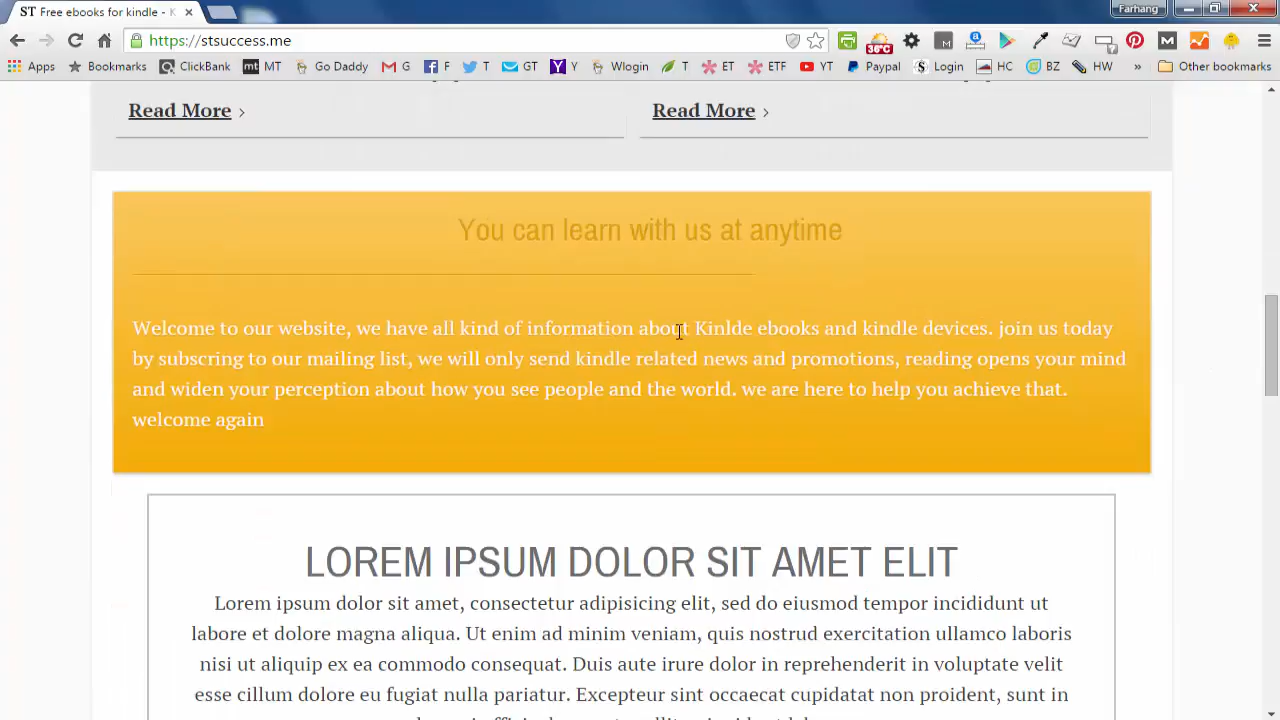 ST Free ebooks for kindle - K
Farhang
https://stsuccess.me
36°C
Apps Bookmarks ClickBank mt MT Go Daddy G F T GT Y Wlogin T ET ETF YT Paypal Login HC BZ HW » Other bookmarks
Read More › Read More ›
You can learn with us at anytime
Welcome to our website, we have all kind of information about Kinlde ebooks and kindle devices. join us today
by subscring to our mailing list, we will only send kindle related news and promotions, reading opens your mind
and widen your perception about how you see people and the world. we are here to help you achieve that.
welcome again
LOREM IPSUM DOLOR SIT AMET ELIT
Lorem ipsum dolor sit amet, consectetur adipisicing elit, sed do eiusmod tempor incididunt ut
labore et dolore magna aliqua. Ut enim ad minim veniam, quis nostrud exercitation ullamco laboris
nisi ut aliquip ex ea commodo consequat. Duis aute irure dolor in reprehenderit in voluptate velit
esse cillum dolore eu fugiat nulla pariatur. Excepteur sint occaecat cupidatat non proident, sunt in